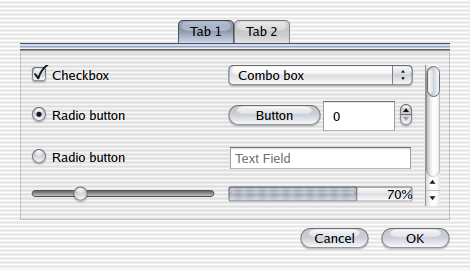 Tab 1 Tab 2
Checkbox Combo box
Radio button Button 0
Radio button Text Field
70%
Cancel OK